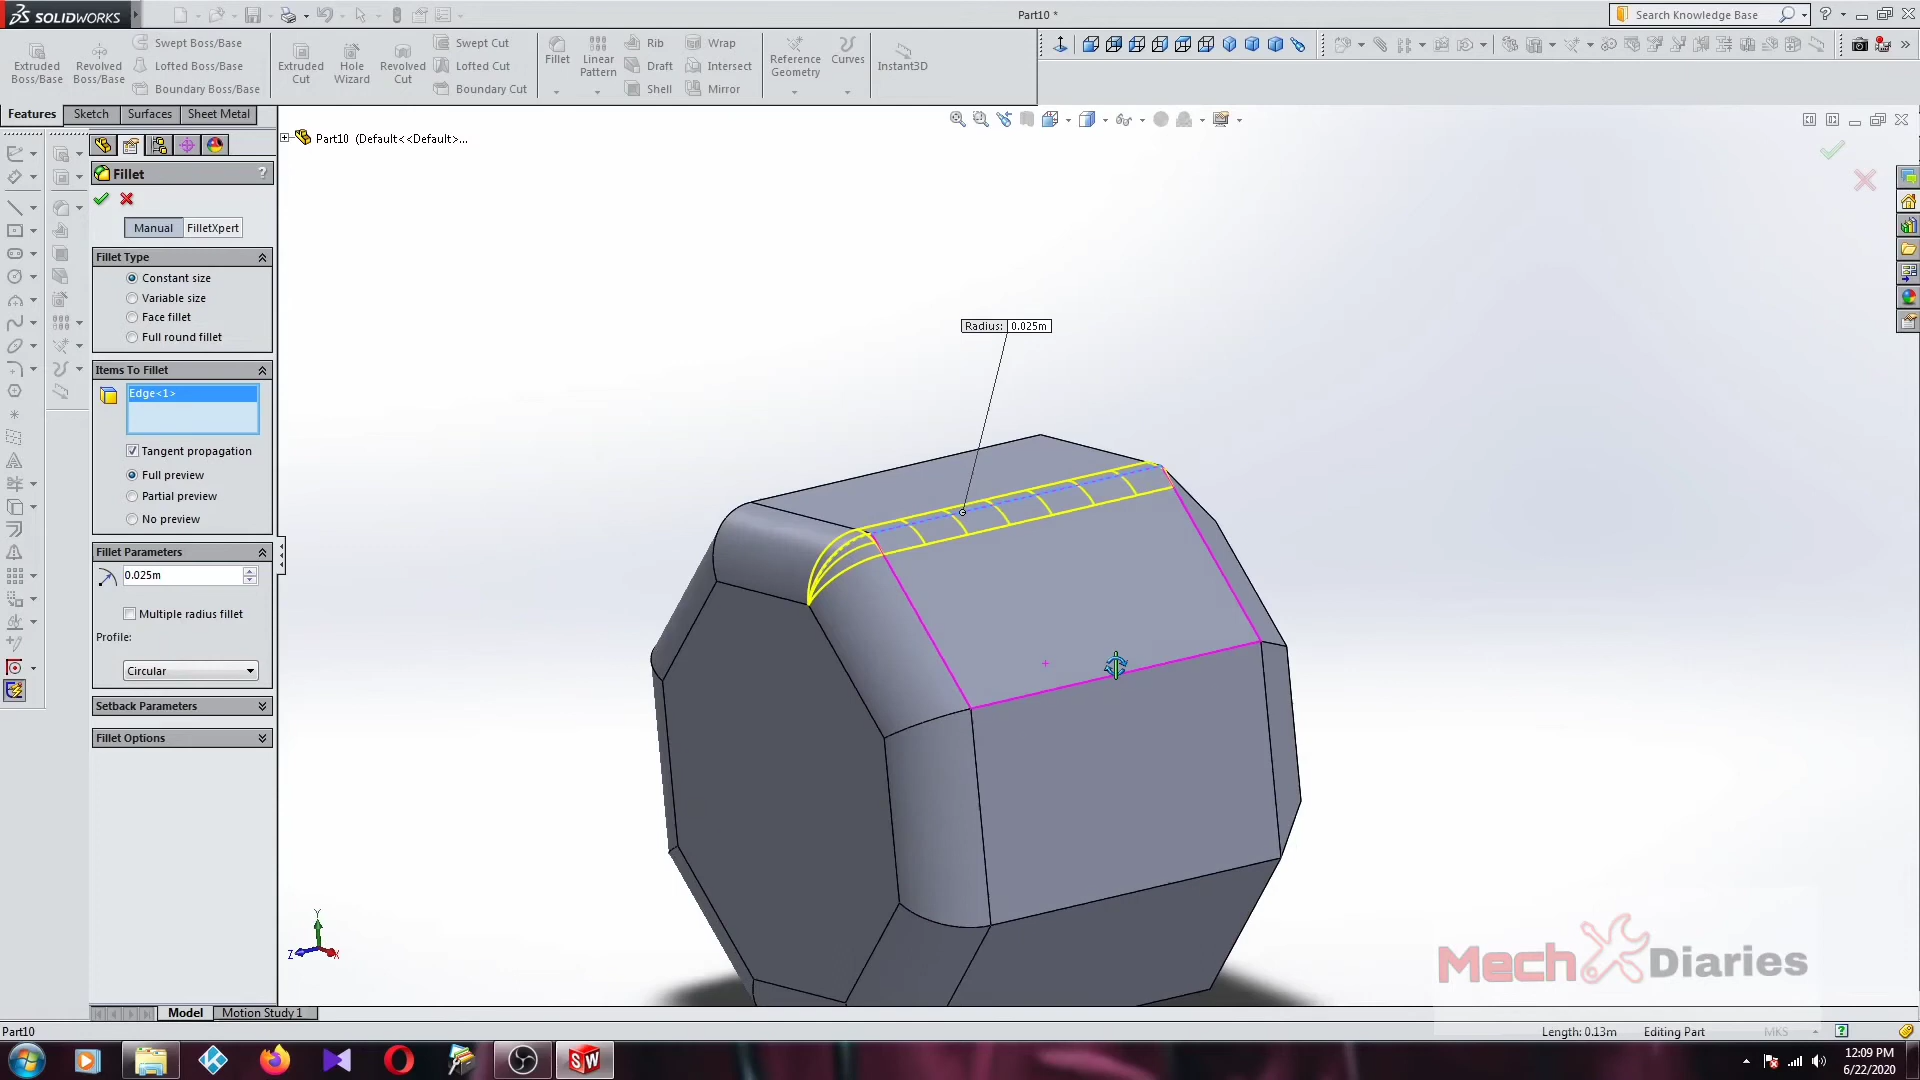 SOLIDWORKS
Part10 *
Search Knowledge Base
?
Extruded Boss/Base
Revolved Boss/Base
Swept Boss/Base
Lofted Boss/Base
Boundary Boss/Base
Extruded Cut
Hole Wizard
Revolved Cut
Swept Cut
Lofted Cut
Boundary Cut
Fillet
Linear Pattern
Rib
Draft
Shell
Wrap
Intersect
Mirror
Reference Geometry
Curves
Instant3D
Features
Sketch
Surfaces
Sheet Metal
Part10 (Default<<Default>...
Fillet
?
Manual
FilletXpert
Fillet Type
Constant size
Variable size
Face fillet
Full round fillet
Items To Fillet
Edge<1>
Tangent propagation
Full preview
Partial preview
No preview
Fillet Parameters
0.025m
Multiple radius fillet
Profile:
Circular
Setback Parameters
Fillet Options
Radius: 0.025m
Y
Z
X
Mech Diaries
Model
Motion Study 1
Part10
Length: 0.13m
Editing Part
MKS
?
SW
12:09 PM
6/22/2020